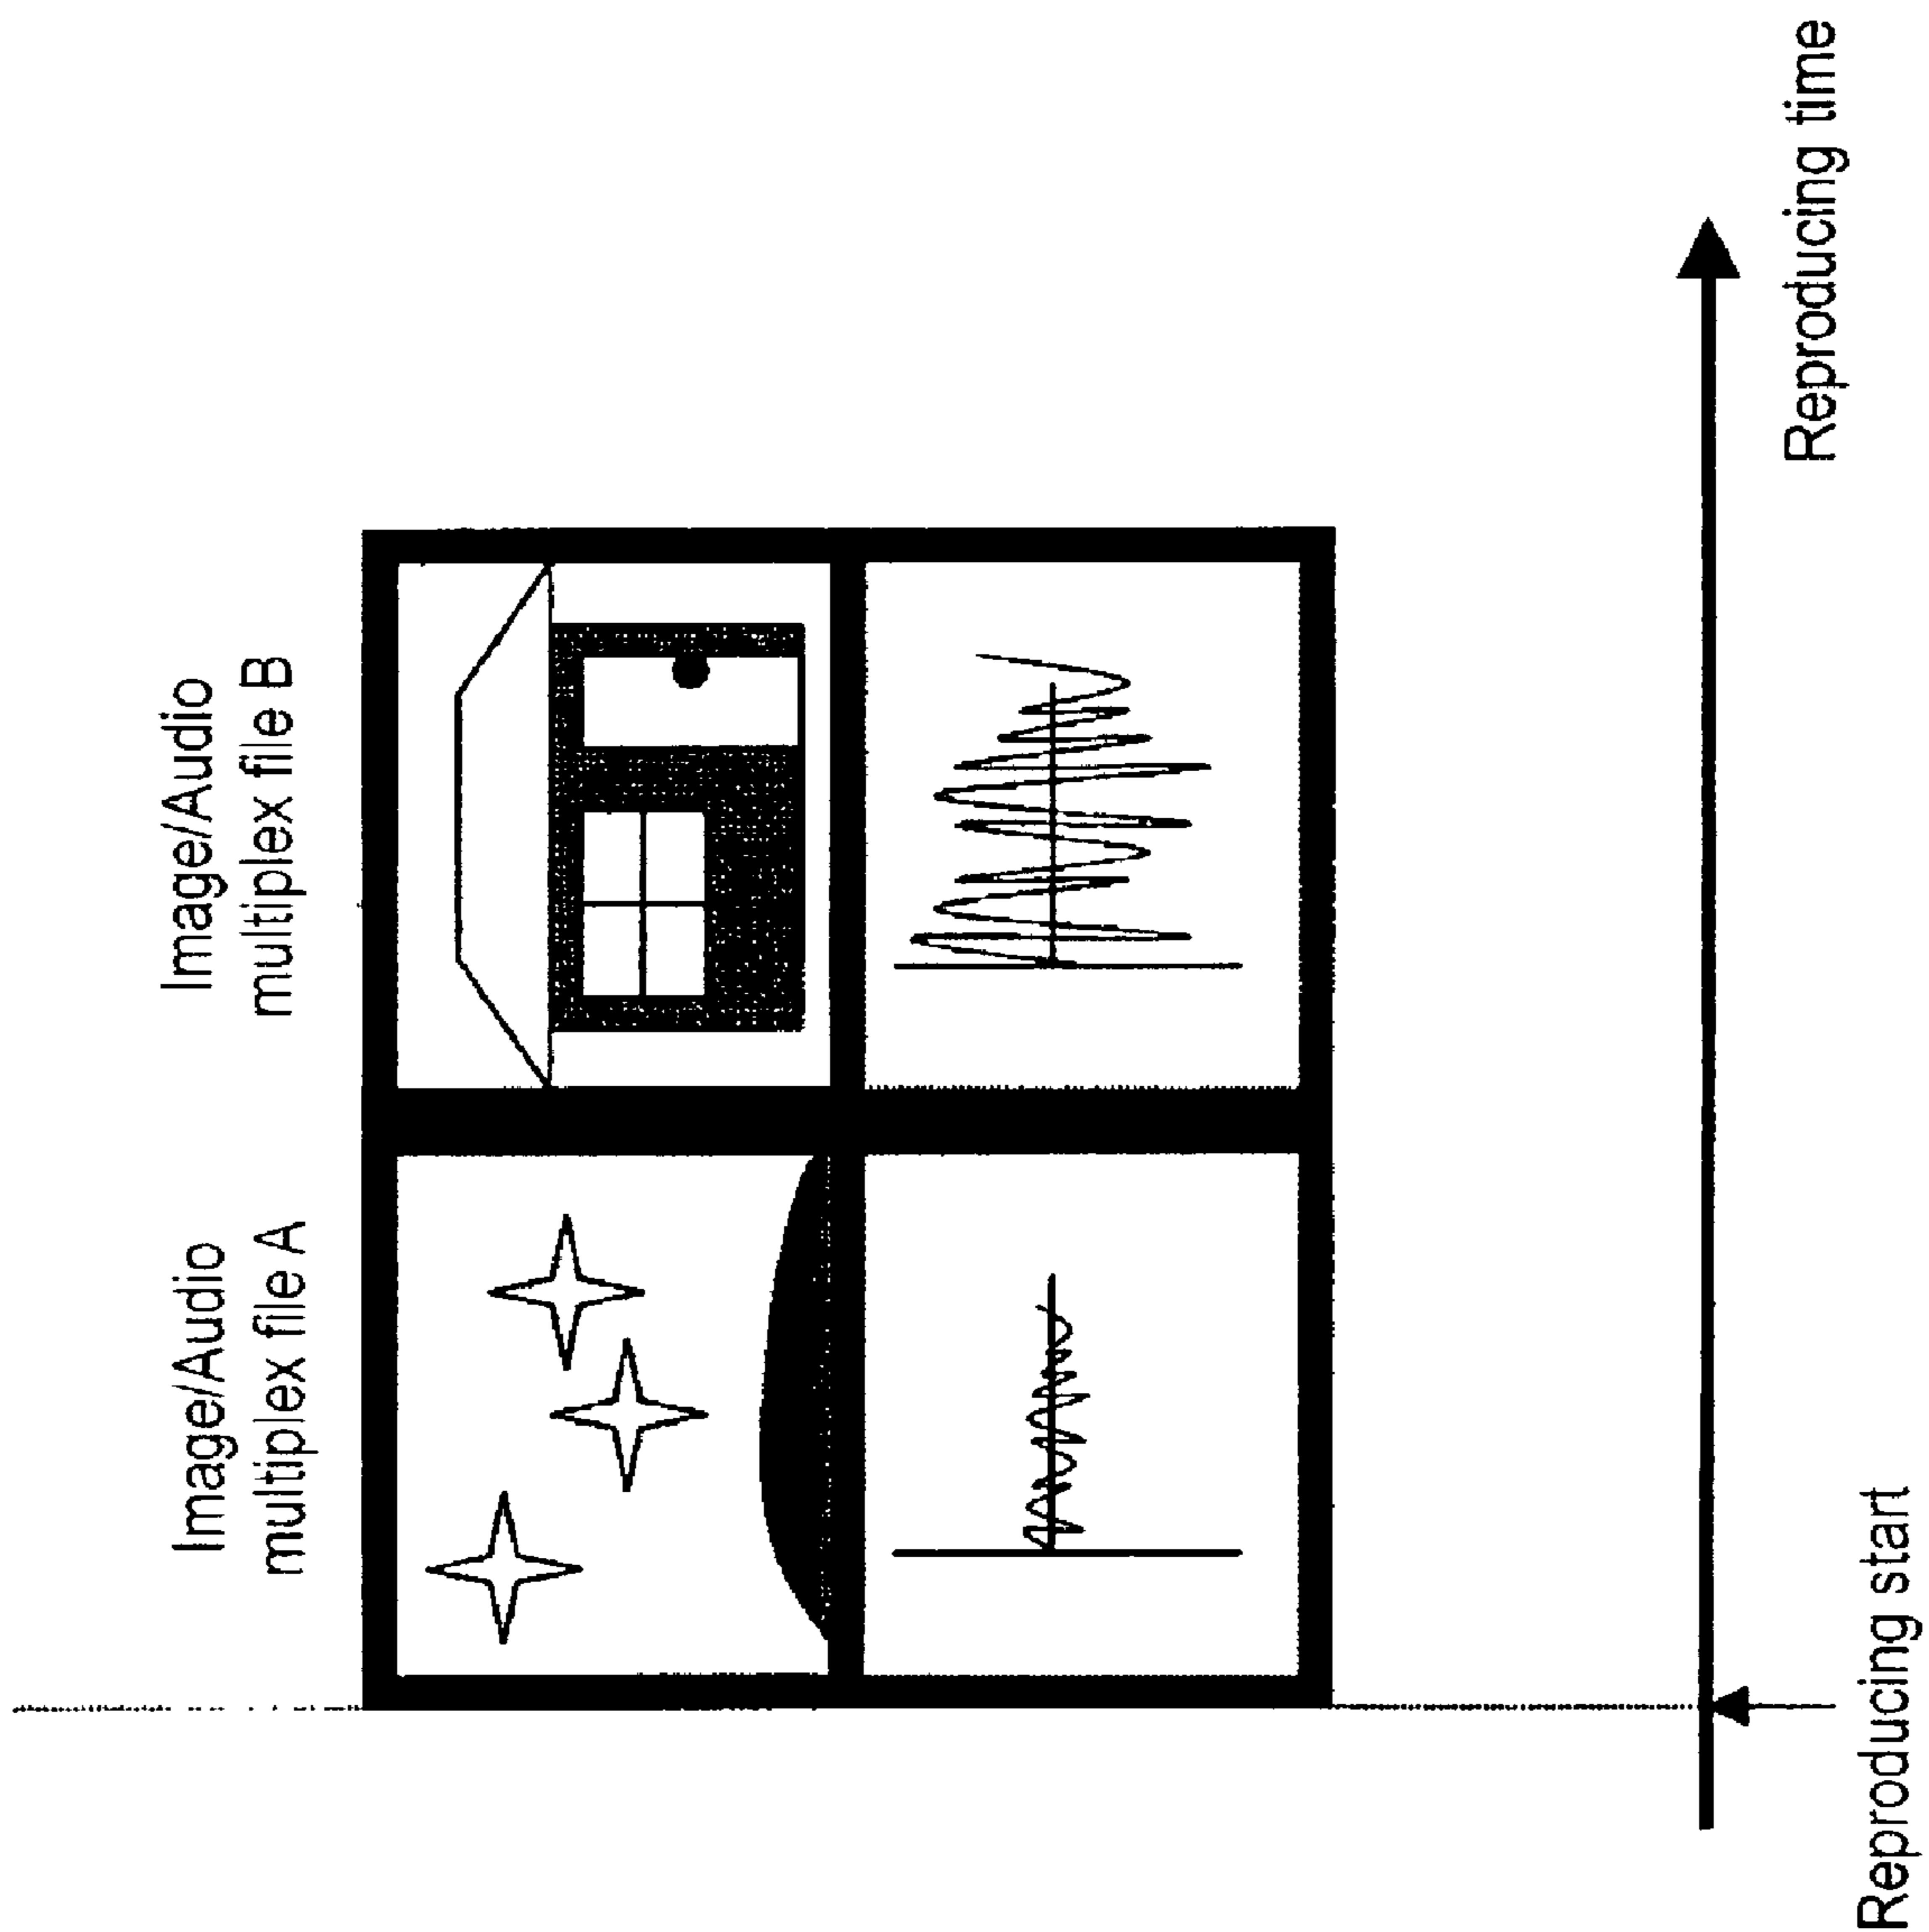 Image/Audio
multiplex file A
Image/Audio
multiplex file B
Reproducing start
Reproducing time